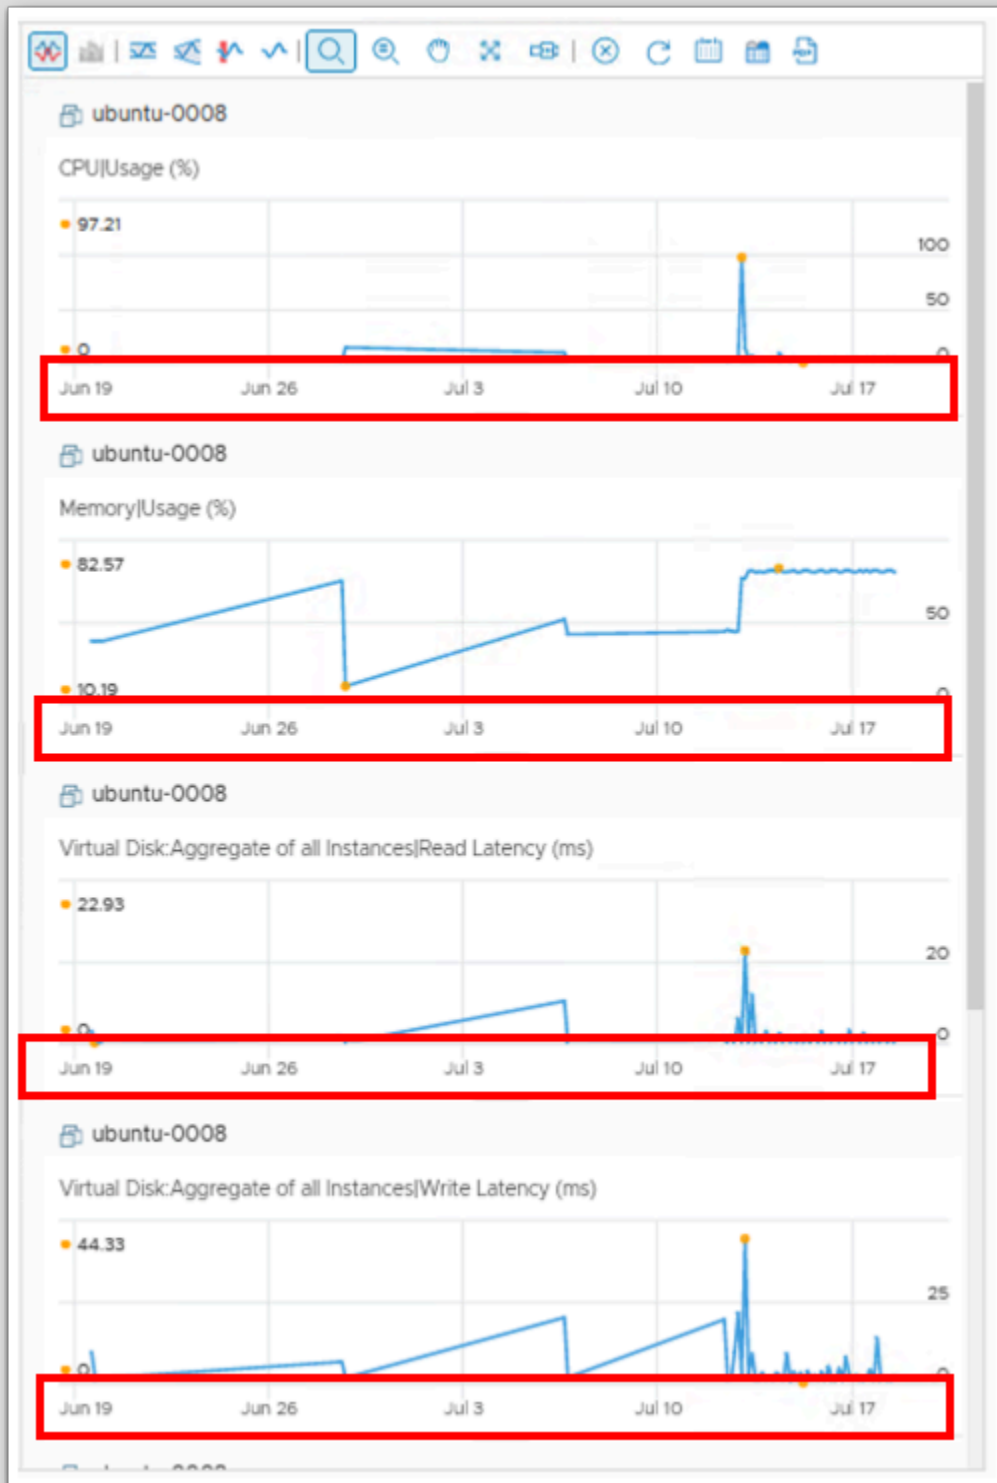 ubuntu-0008
CPU|Usage (%)
97.21
100
50
0
0
Jun 19 Jun 26 Jul 3 Jul 10 Jul 17
ubuntu-0008
Memory|Usage (%)
82.57
50
10.19
0
Jun 19 Jun 26 Jul 3 Jul 10 Jul 17
ubuntu-0008
Virtual Disk:Aggregate of all Instances|Read Latency (ms)
22.93
20
0
0
Jun 19 Jun 26 Jul 3 Jul 10 Jul 17
ubuntu-0008
Virtual Disk:Aggregate of all Instances|Write Latency (ms)
44.33
25
0
0
Jun 19 Jun 26 Jul 3 Jul 10 Jul 17